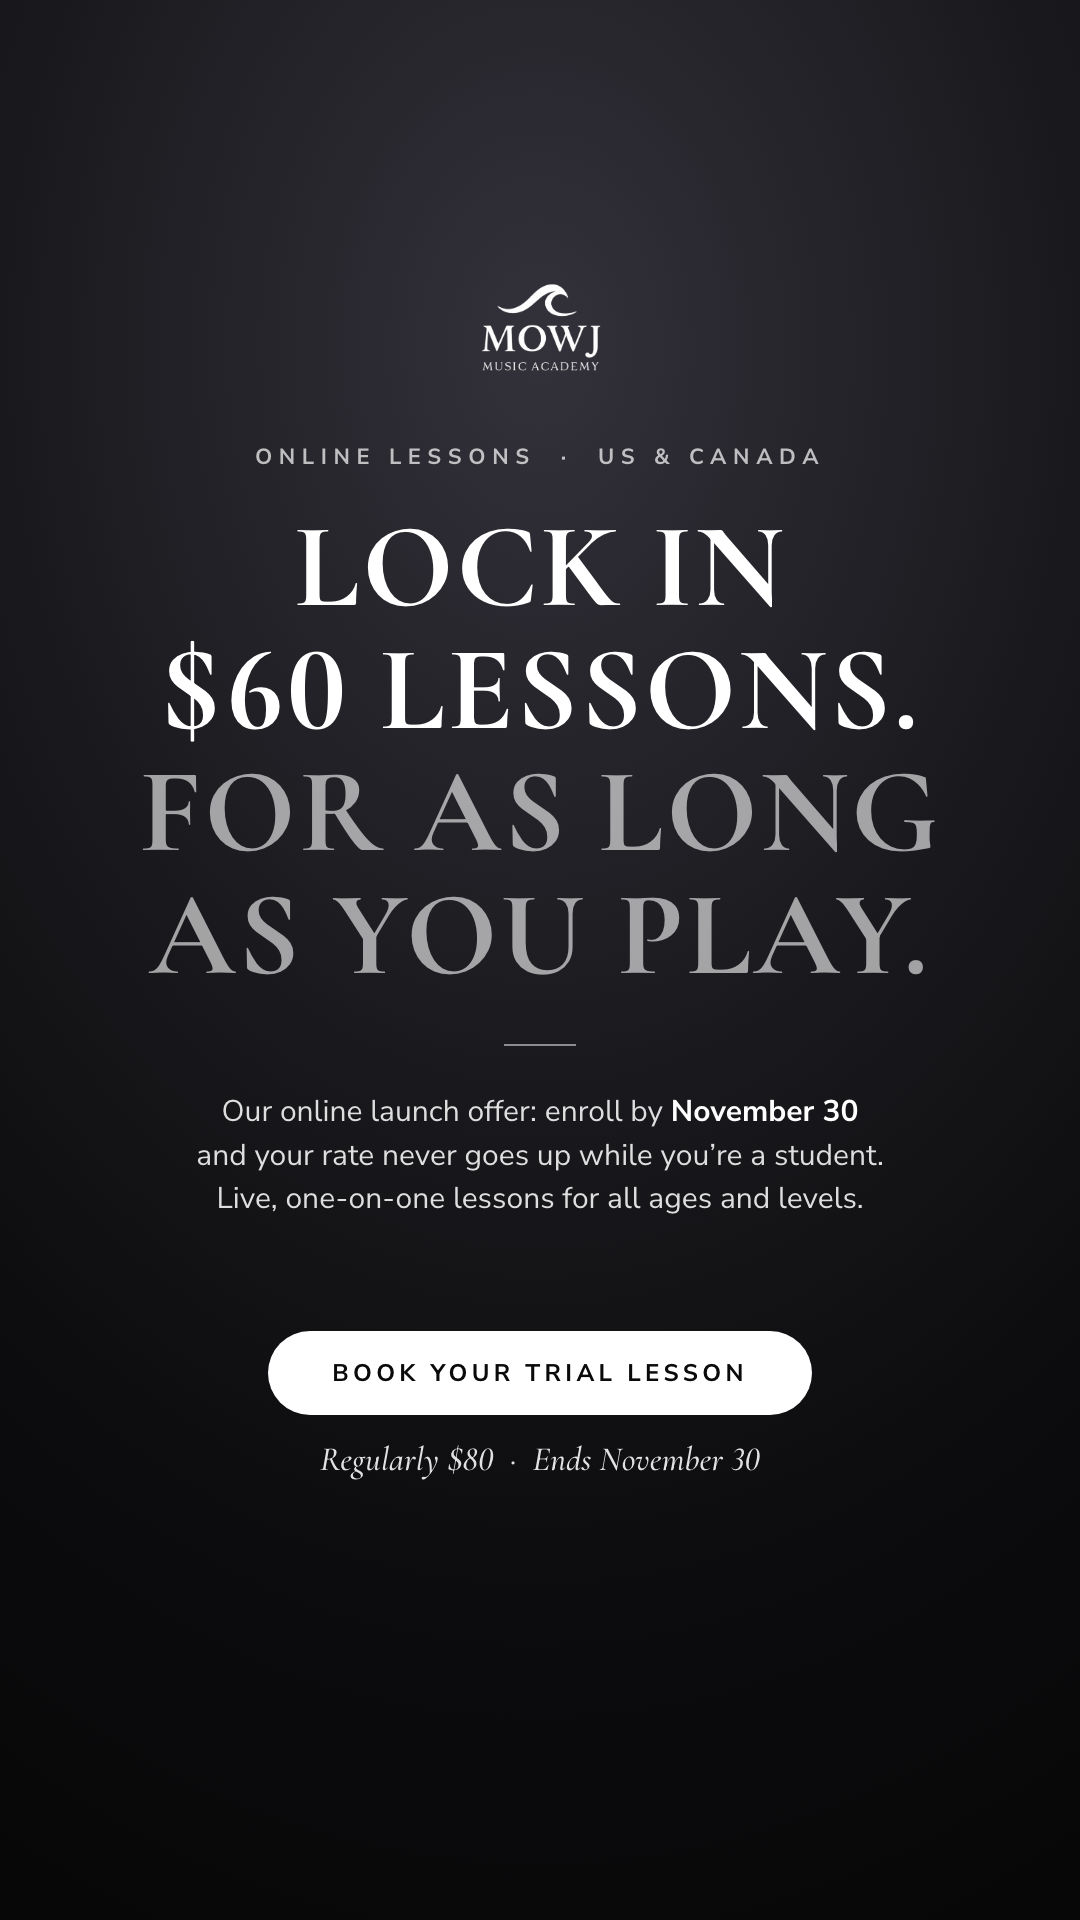 MOWJ
MUSIC ACADEMY
ONLINE LESSONS · US & CANADA
LOCK IN
$60 LESSONS.
FOR AS LONG
AS YOU PLAY.
Our online launch offer: enroll by November 30
and your rate never goes up while you’re a student.
Live, one-on-one lessons for all ages and levels.
BOOK YOUR TRIAL LESSON
Regularly $80 · Ends November 30